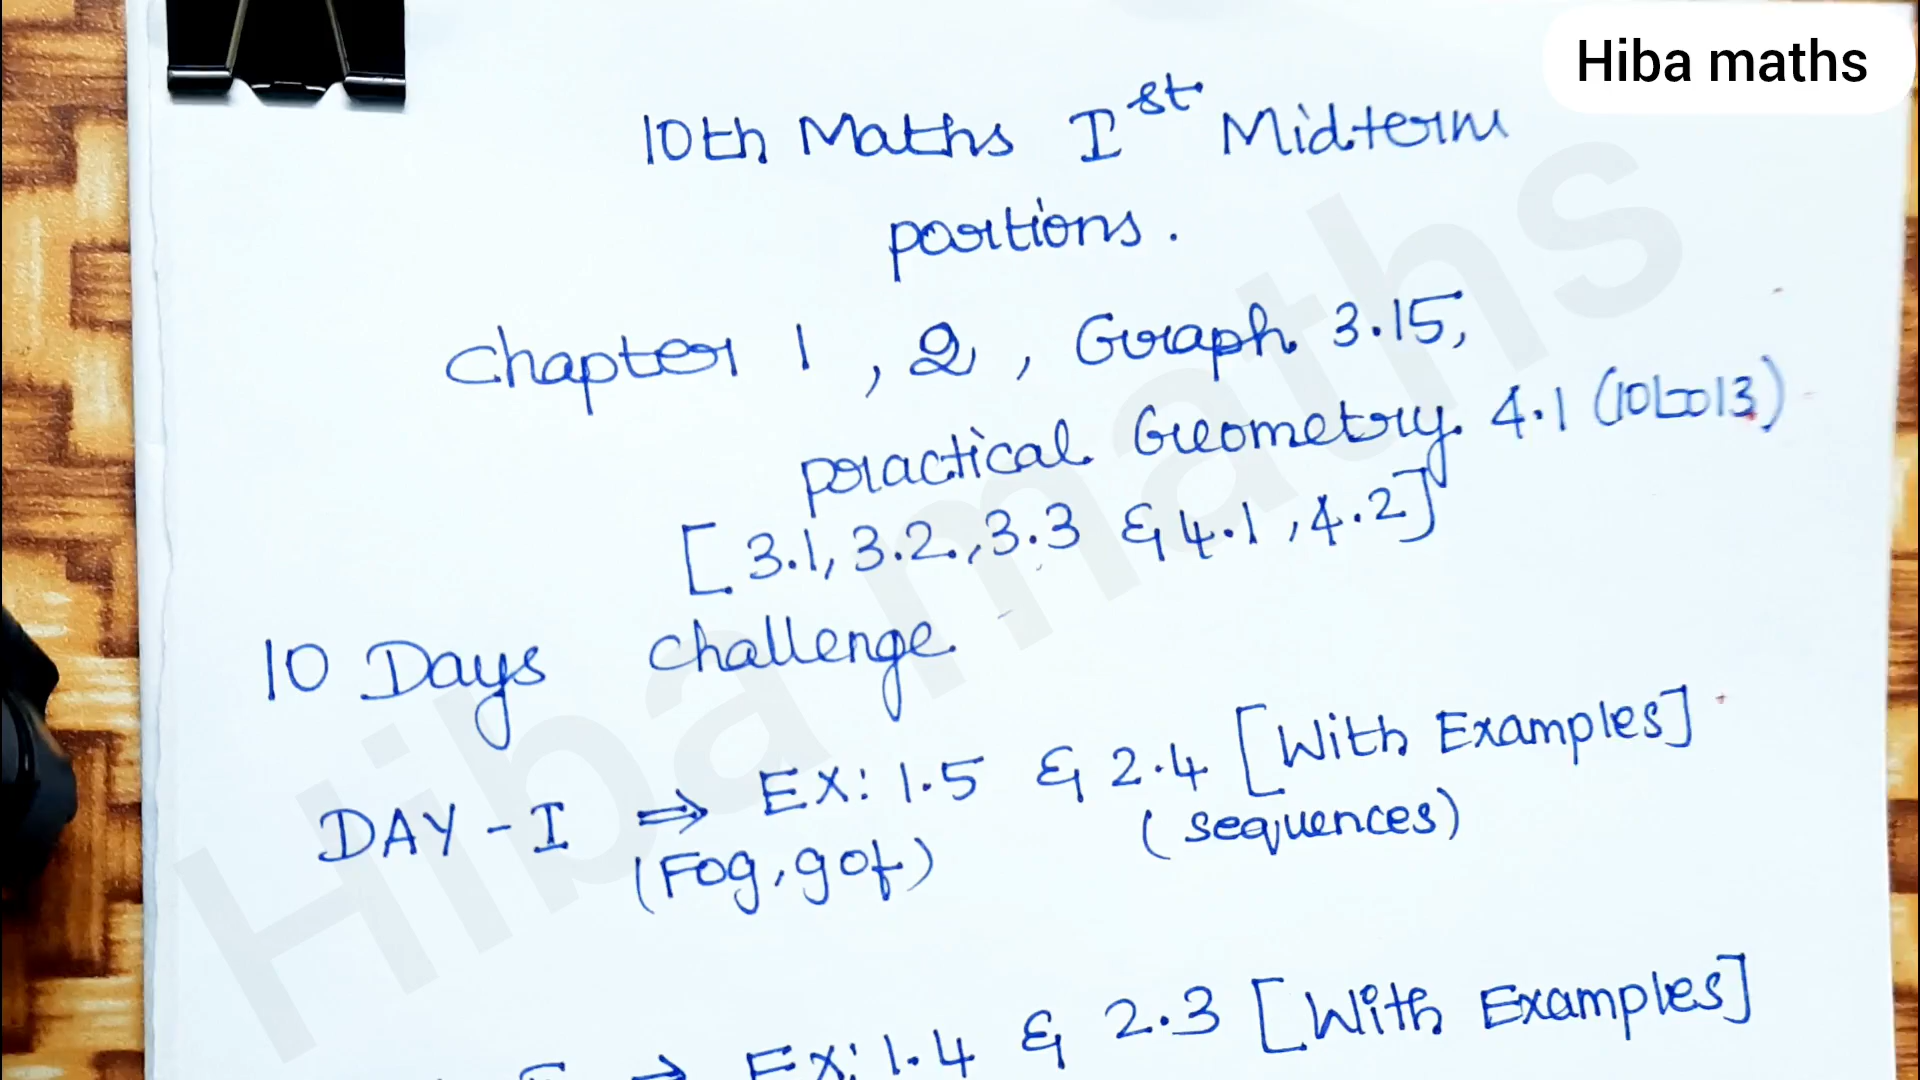 Hiba maths
10th Maths Ist Midterm
portions.
Chapter 1, 2, Graph 3.15,
practical Geometry. 4.1 (10to13)
[3.1, 3.2, 3.3 & 4.1, 4.2]
10 Days challenge
DAY-I ⇒ EX: 1.5 & 2.4 [With Examples]
(Fog, gof) (sequences)
⇒ EX: 1.4 & 2.3 [With Examples]
Hiba maths